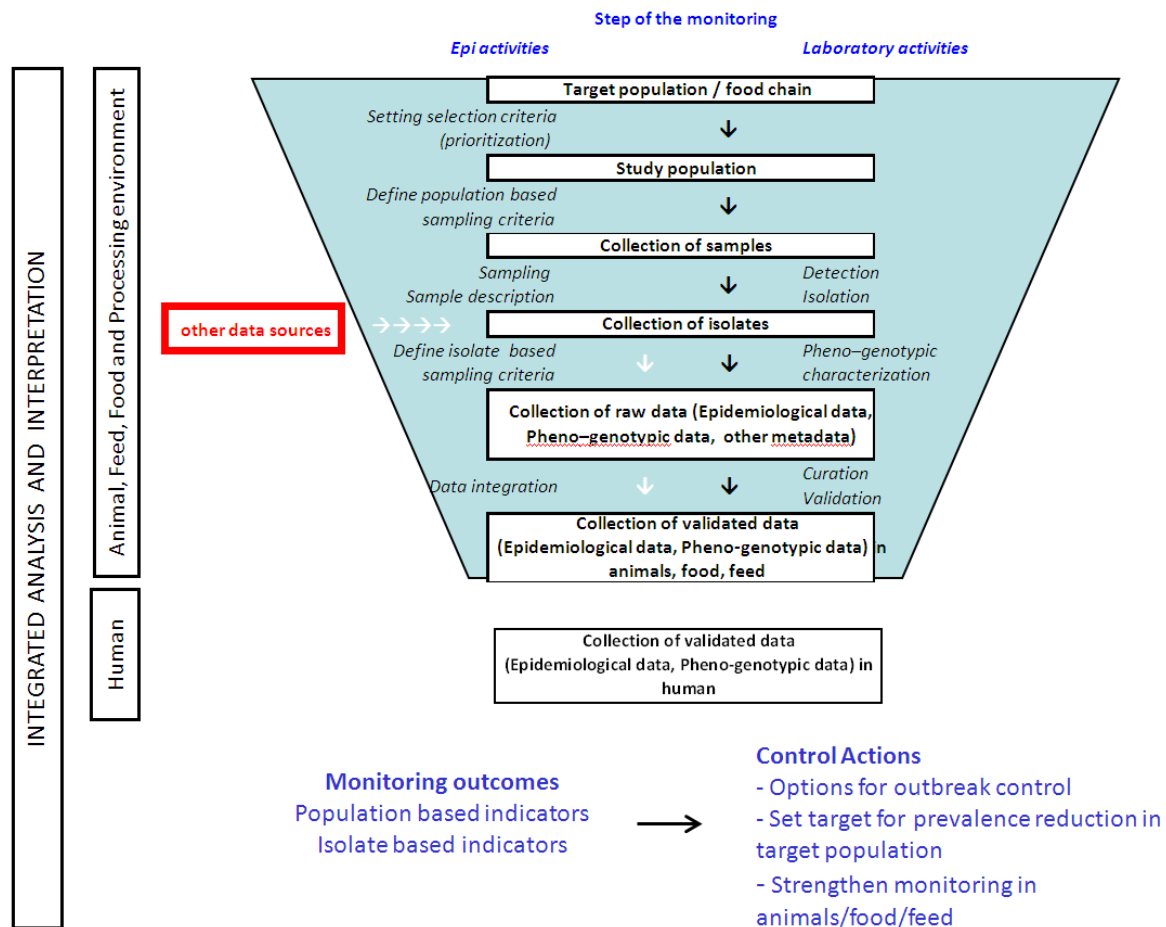 Step of the monitoring
Epi activities
Laboratory activities
INTEGRATED ANALYSIS AND INTERPRETATION
Animal, Feed, Food and Processing environment
Human
Target population / food chain
Setting selection criteria
(prioritization)
Study population
Define population based
sampling criteria
Collection of samples
Sampling
Sample description
Detection
Isolation
other data sources
Collection of isolates
Define isolate based
sampling criteria
Pheno–genotypic
characterization
Collection of raw data (Epidemiological data,
Pheno–genotypic data, other metadata)
Data integration
Curation
Validation
Collection of validated data
(Epidemiological data, Pheno-genotypic data) in
animals, food, feed
Collection of validated data
(Epidemiological data, Pheno-genotypic data) in
human
Monitoring outcomes
Population based indicators
Isolate based indicators
Control Actions
- Options for outbreak control
- Set target for prevalence reduction in
target population
- Strengthen monitoring in
animals/food/feed